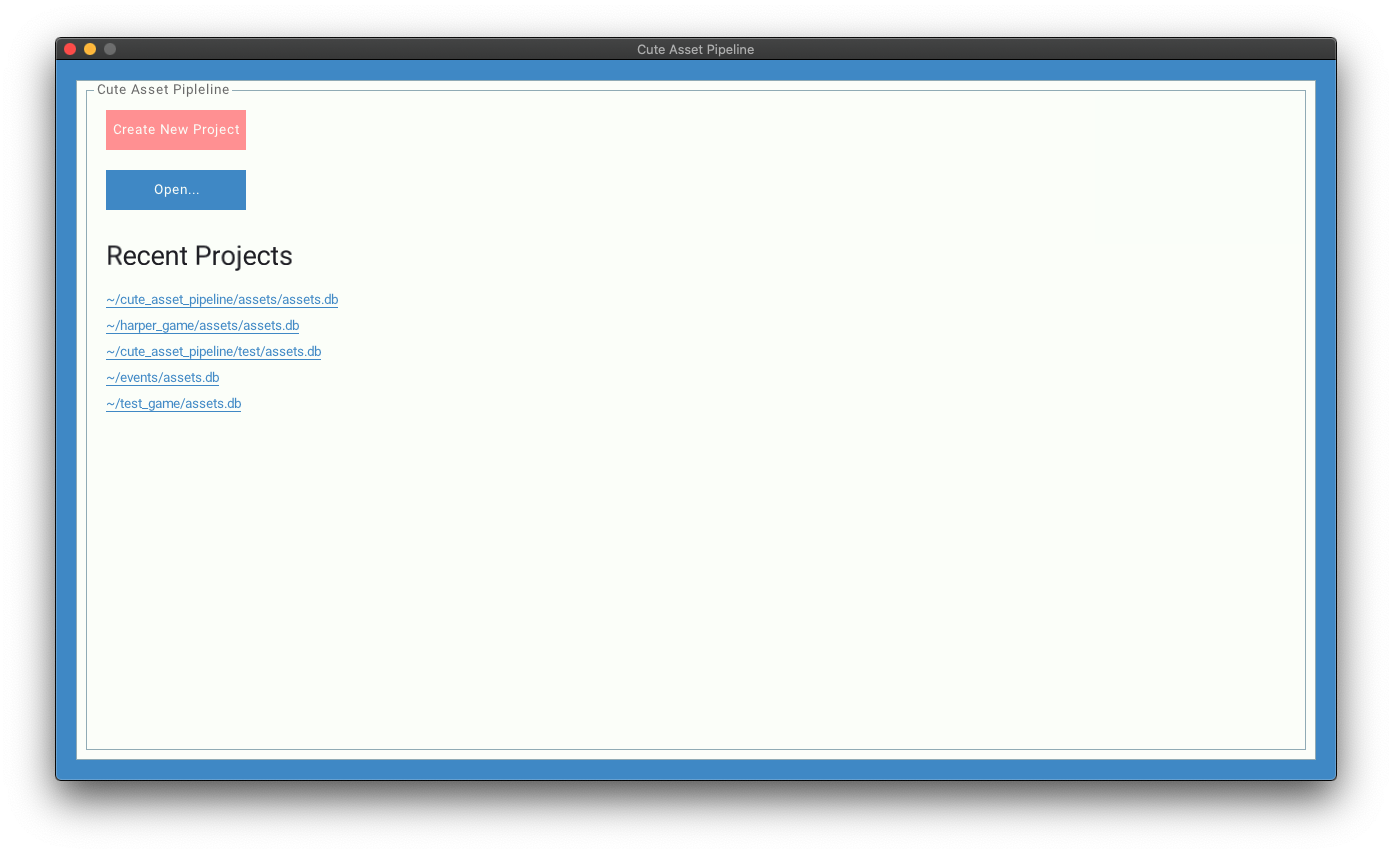 Cute Asset Pipeline
Cute Asset Pipleline
Create New Project
Open...
Recent Projects
~/cute_asset_pipeline/assets/assets.db
~/harper_game/assets/assets.db
~/cute_asset_pipeline/test/assets.db
~/events/assets.db
~/test_game/assets.db